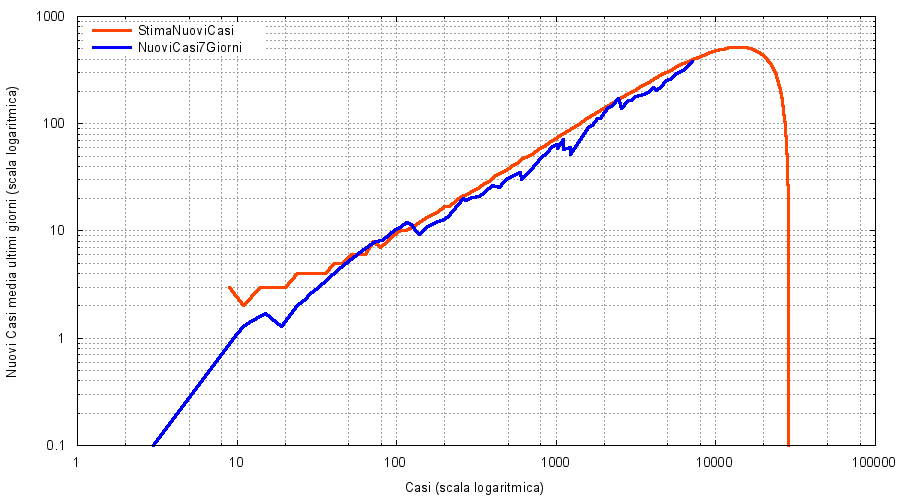 1000
StimaNuoviCasi
NuoviCasi7Giorni
100
10
1
0.1
Nuovi Casi media ultimi giorni (scala logaritmica)
1 10 100 1000 10000 100000
Casi (scala logaritmica)